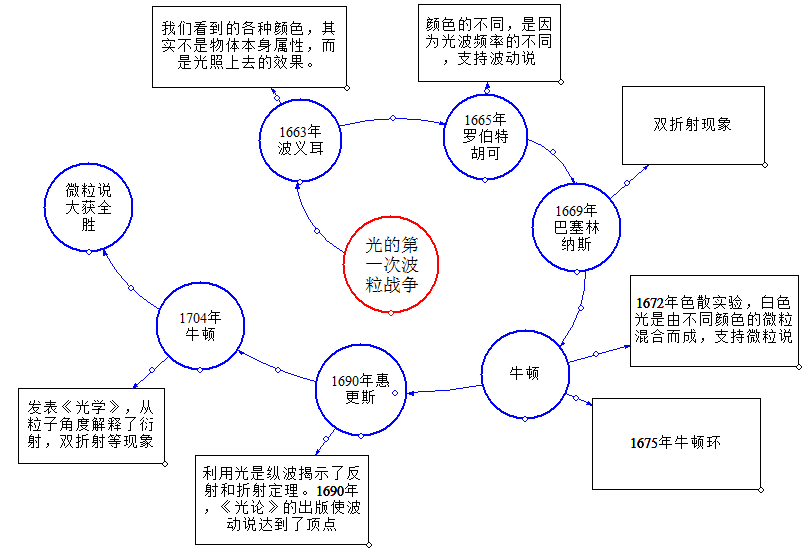 我们看到的各种颜色，其
实不是物体本身属性，而
是光照上去的效果。
颜色的不同，是因
为光波频率的不同
，支持波动说
1663年
波义耳
1665年
罗伯特
胡可
双折射现象
微粒说
大获全
胜
光的第
一次波
粒战争
1669年
巴塞林
纳斯
1672年色散实验，白色
光是由不同颜色的微粒
混合而成，支持微粒说
1704年
牛顿
1690年惠
更斯
牛顿
发表《光学》，从
粒子角度解释了衍
射，双折射等现象
1675年牛顿环
利用光是纵波揭示了反
射和折射定理。1690年
，《光论》的出版使波
动说达到了顶点